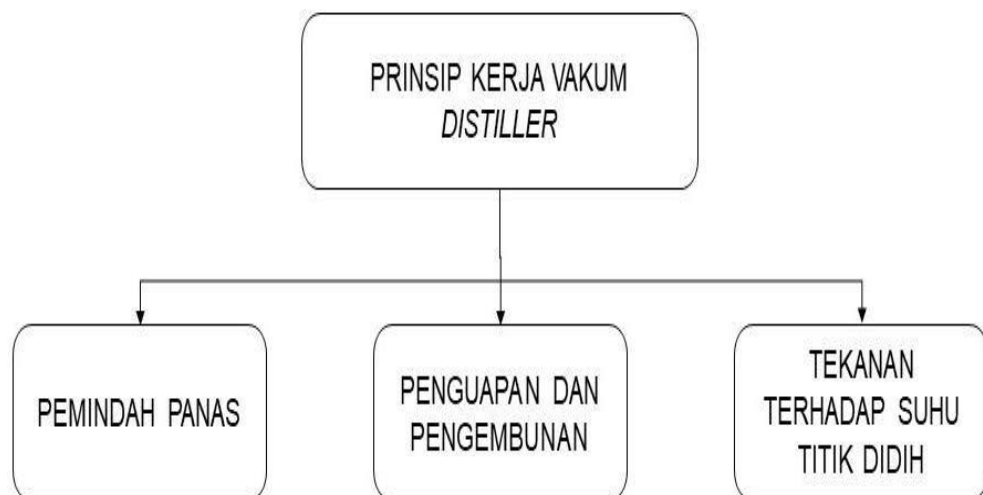 PRINSIP KERJA VAKUM
DISTILLER
PEMINDAH PANAS
PENGUAPAN DAN
PENGEMBUNAN
TEKANAN
TERHADAP SUHU
TITIK DIDIH